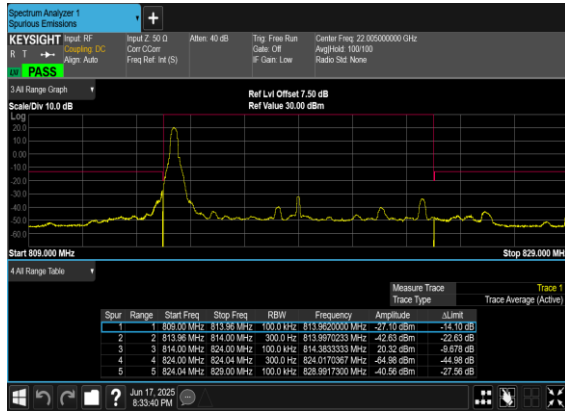 Spectrum Analyzer 1
Spurious Emissions
KEYSIGHT
R T
LXI PASS
Input: RF
Coupling: DC
Align: Auto
Input Z: 50 Ω
Corr CCorr
Freq Ref: Int (S)
Atten: 40 dB
Trig: Free Run
Gate: Off
IF Gain: Low
Center Freq: 22.005000000 GHz
Avg|Hold: 100/100
Radio Std: None
3 All Range Graph
Scale/Div 10.0 dB
Ref Lvl Offset 7.50 dB
Ref Value 30.00 dBm
Log
20.0
10.0
0.00
-10.0
-20.0
-30.0
-40.0
-50.0
-60.0
Start 809.000 MHz
Stop 829.000 MH
4 All Range Table
Measure Trace Trace 1
Trace Type Trace Average (Active)
Spur Range Start Freq Stop Freq RBW Frequency Amplitude ΔLimit
1 1 809.00 MHz 813.96 MHz 100.0 kHz 813.9620000 MHz -27.10 dBm -14.10 dB
2 2 813.96 MHz 814.00 MHz 300.0 Hz 813.9970233 MHz -42.63 dBm -22.63 dB
3 3 814.00 MHz 824.00 MHz 100.0 kHz 814.3833333 MHz 20.32 dBm -9.678 dB
4 4 824.00 MHz 824.04 MHz 300.0 Hz 824.0170367 MHz -64.98 dBm -44.98 dB
5 5 824.04 MHz 829.00 MHz 100.0 kHz 828.9917300 MHz -40.56 dBm -27.56 dB
Jun 17, 2025
8:33:40 PM